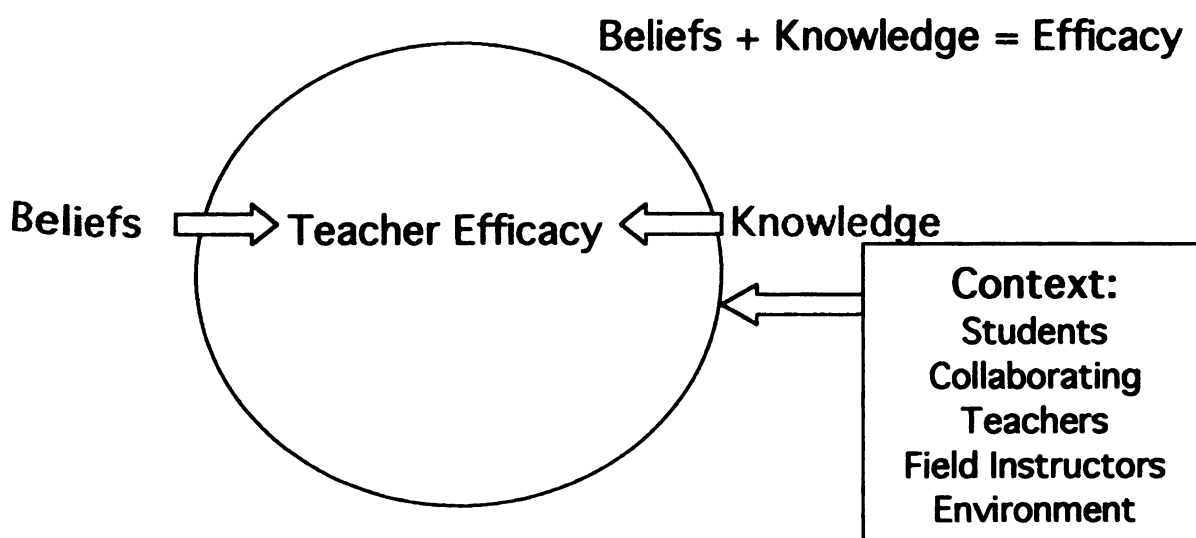 Beliefs + Knowledge = Efficacy
Beliefs
Teacher Efficacy
Knowledge
Context:
Students
Collaborating
Teachers
Field Instructors
Environment